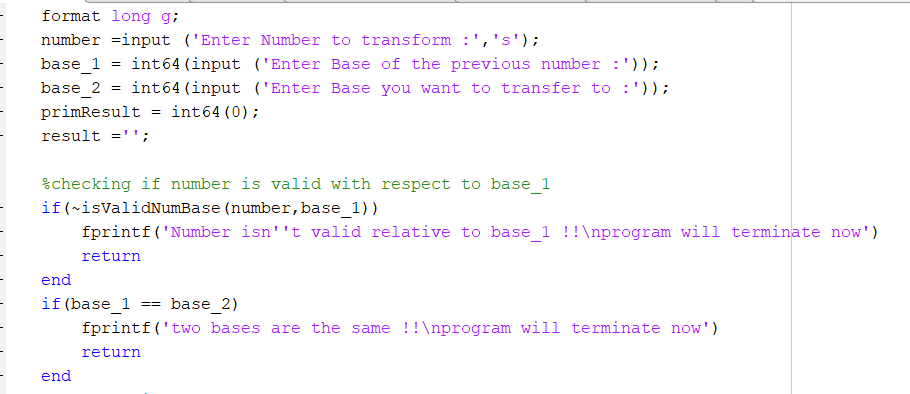 format long g;
number =input ('Enter Number to transform :','s');
base_1 = int64(input ('Enter Base of the previous number :'));
base_2 = int64(input ('Enter Base you want to transfer to :'));
primResult = int64(0);
result ='';
%checking if number is valid with respect to base_1
if(~isValidNumBase(number,base_1))
    fprintf('Number isn''t valid relative to base_1 !!\nprogram will terminate now')
    return
end
if(base_1 == base_2)
    fprintf('two bases are the same !!\nprogram will terminate now')
    return
end